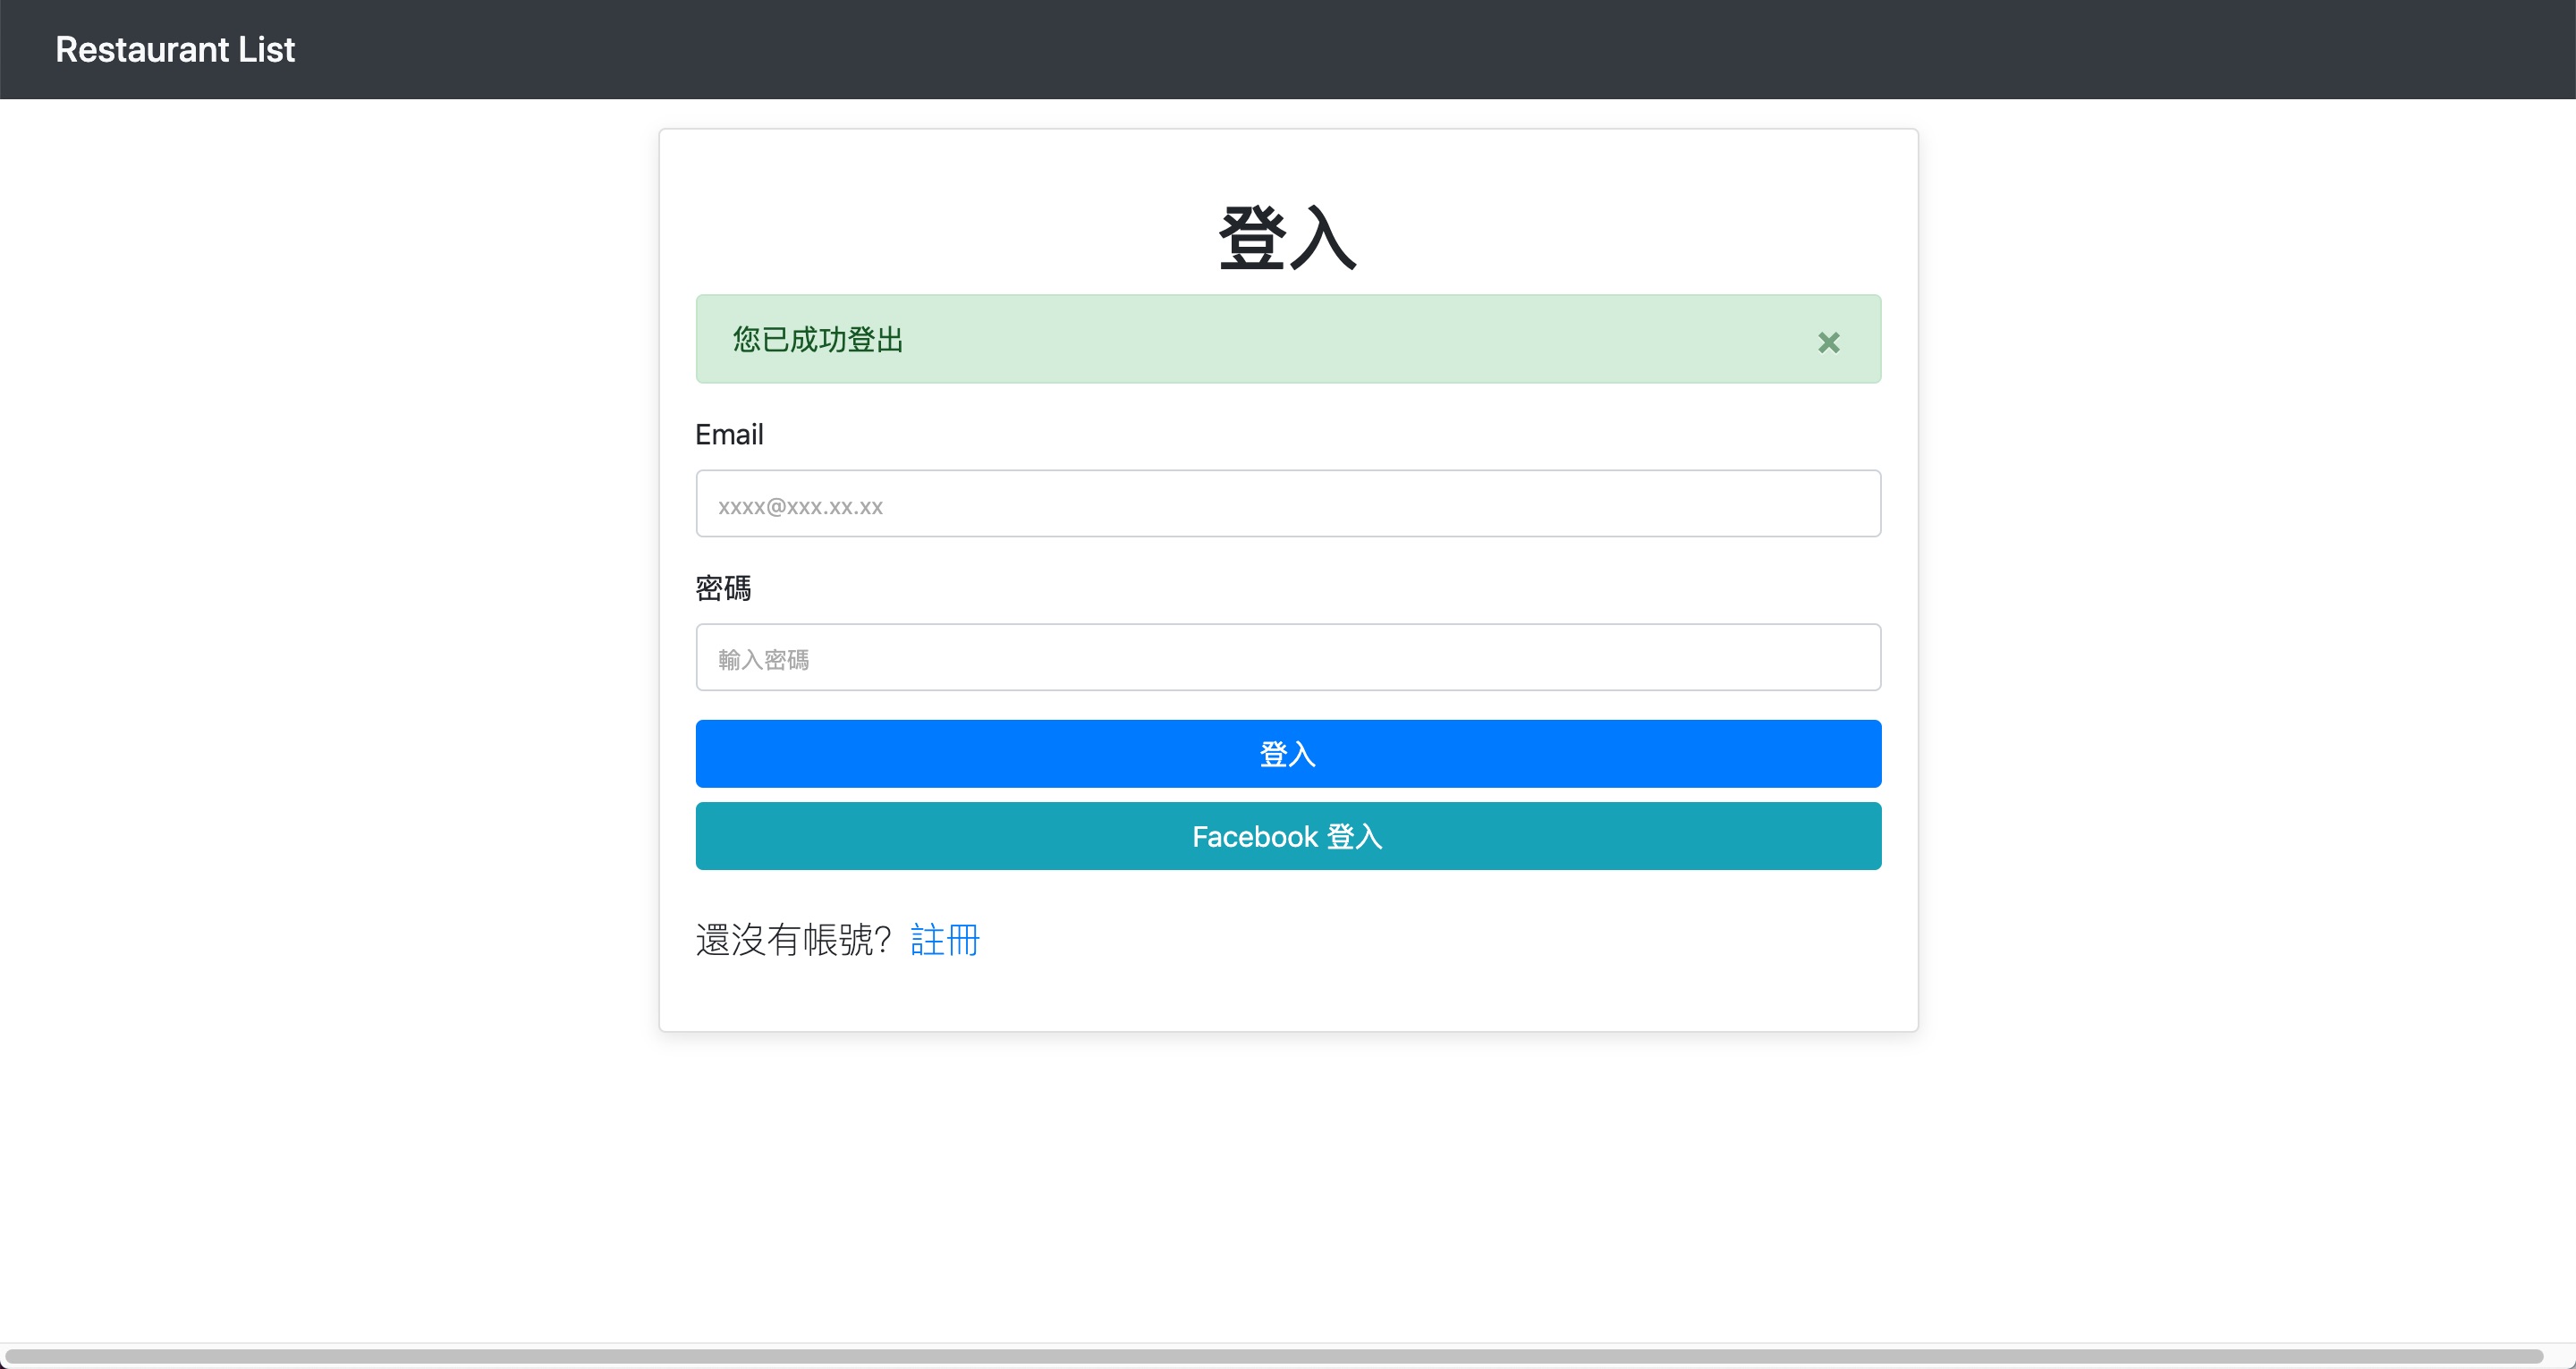 Restaurant List
登入
您已成功登出 ×
Email
xxxx@xxx.xx.xx
密碼
輸入密碼
登入
Facebook 登入
還沒有帳號? 註冊